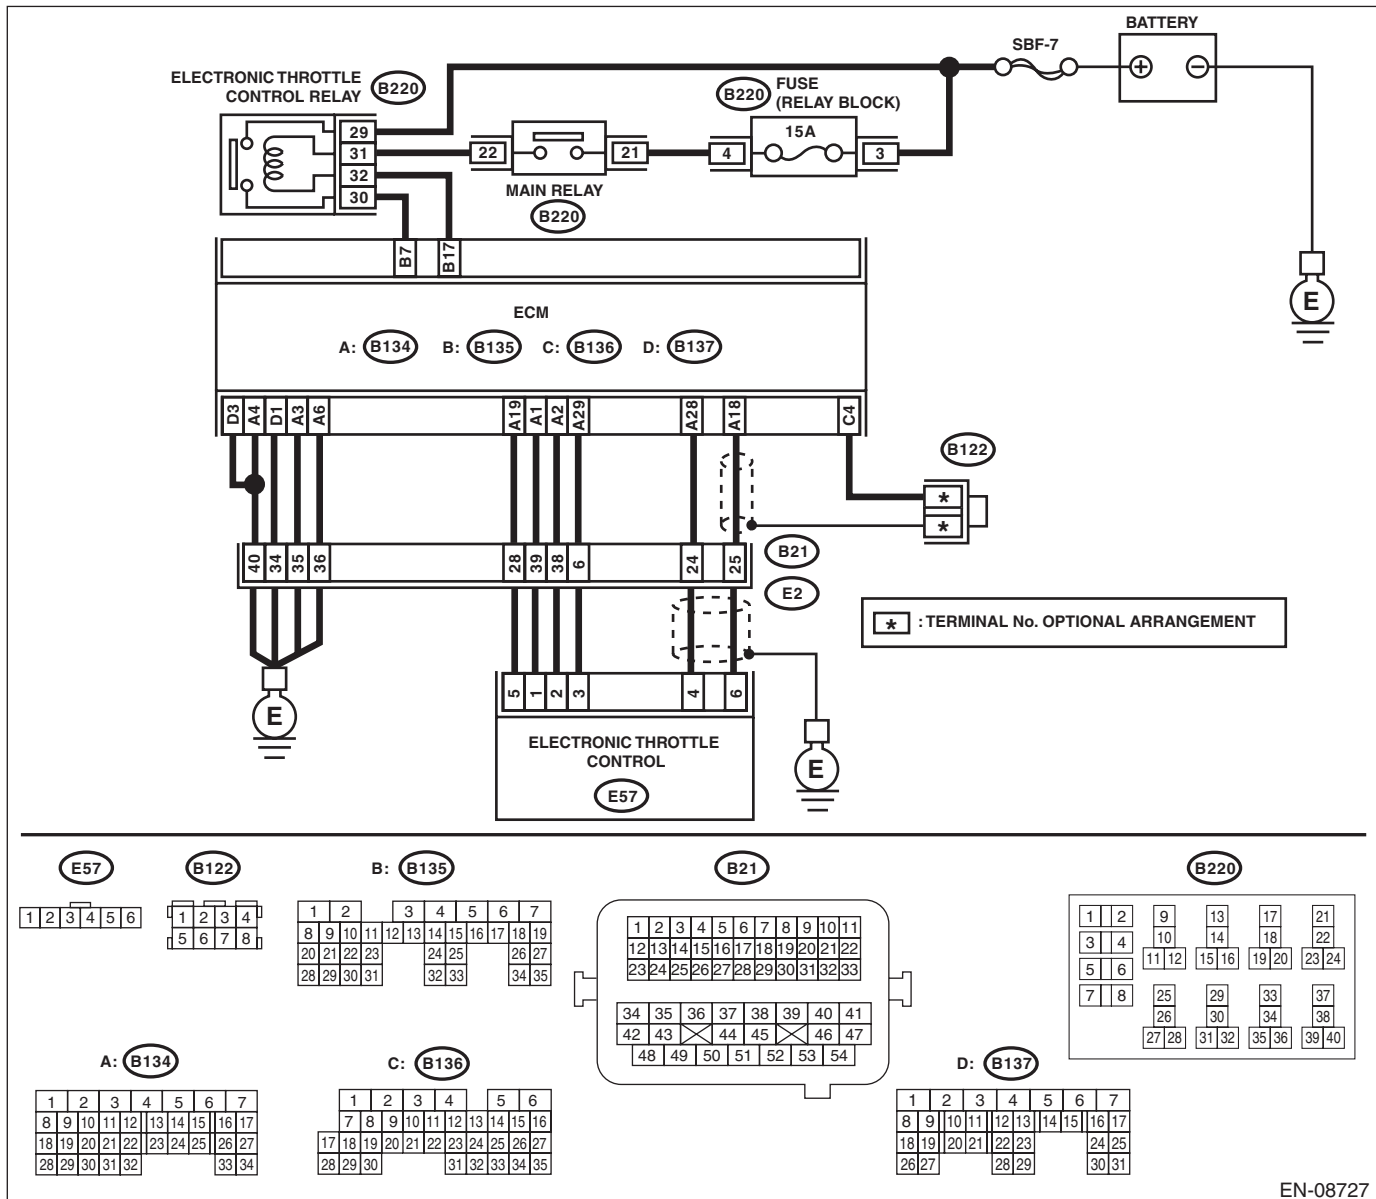 BATTERY
SBF-7
ELECTRONIC THROTTLE
CONTROL RELAY
B220
B220
FUSE
(RELAY BLOCK)
15A
29
31
32
30
22
21
4
3
MAIN RELAY
B220
B7
B17
E
ECM
A: B134 B: B135 C: B136 D: B137
D3 A4 D1 A3 A6 A19 A1 A2 A29 A28 A18 C4
B122
*
*
40 34 35 36 28 39 38 6 24 25
B21
E2
* : TERMINAL No. OPTIONAL ARRANGEMENT
5 1 2 3 4 6
E
ELECTRONIC THROTTLE
CONTROL
E57
E
E57
1 2 3 4 5 6
B122
1 2 3 4
5 6 7 8
B: B135
1 2 3 4 5 6 7
8 9 10 11 12 13 14 15 16 17 18 19
20 21 22 23 24 25 26 27
28 29 30 31 32 33 34 35
B21
1 2 3 4 5 6 7 8 9 10 11
12 13 14 15 16 17 18 19 20 21 22
23 24 25 26 27 28 29 30 31 32 33
34 35 36 37 38 39 40 41
42 43 44 45 46 47
48 49 50 51 52 53 54
B220
1 2 9 13 17 21
3 4 10 14 18 22
11 12 15 16 19 20 23 24
5 6
7 8 25 29 33 37
26 30 34 38
27 28 31 32 35 36 39 40
A: B134
1 2 3 4 5 6 7
8 9 10 11 12 13 14 15 16 17
18 19 20 21 22 23 24 25 26 27
28 29 30 31 32 33 34
C: B136
1 2 3 4 5 6
7 8 9 10 11 12 13 14 15 16
17 18 19 20 21 22 23 24 25 26 27
28 29 30 31 32 33 34 35
D: B137
1 2 3 4 5 6 7
8 9 10 11 12 13 14 15 16 17
18 19 20 21 22 23 24 25
26 27 28 29 30 31
EN-08727